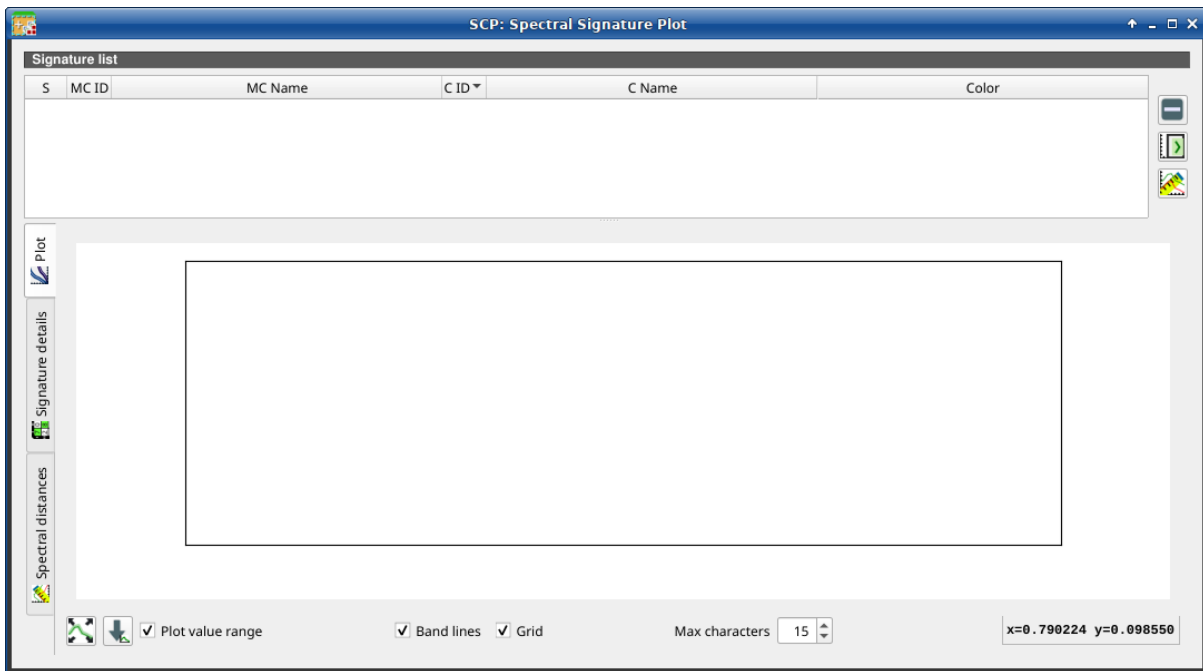 SCP: Spectral Signature Plot
Signature list
S MC ID MC Name C ID C Name Color
Plot
Signature details
Spectral distances
Plot value range Band lines Grid Max characters 15 x=0.790224 y=0.098550